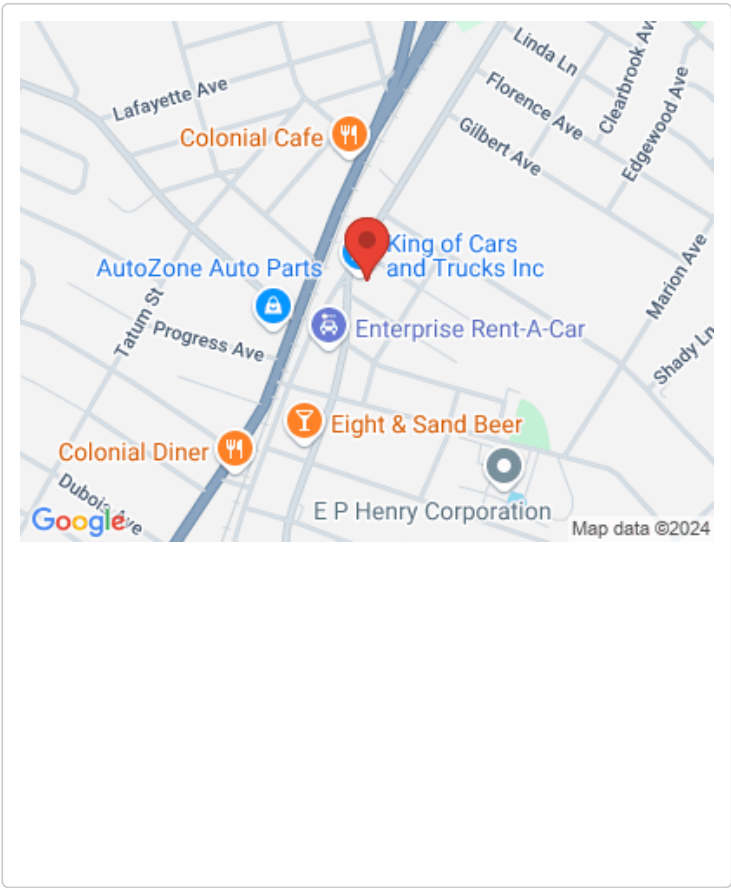 Linda Ln
Clearbrook Av
Lafayette Ave
Florence Ave
Edgewood Ave
Colonial Cafe
Gilbert Ave
King of Cars
and Trucks Inc
AutoZone Auto Parts
Marion Ave
Tatum St
Progress Ave
Enterprise Rent-A-Car
Shady Ln
Eight & Sand Beer
Colonial Diner
Dubois Ave
E P Henry Corporation
Google
Map data ©2024